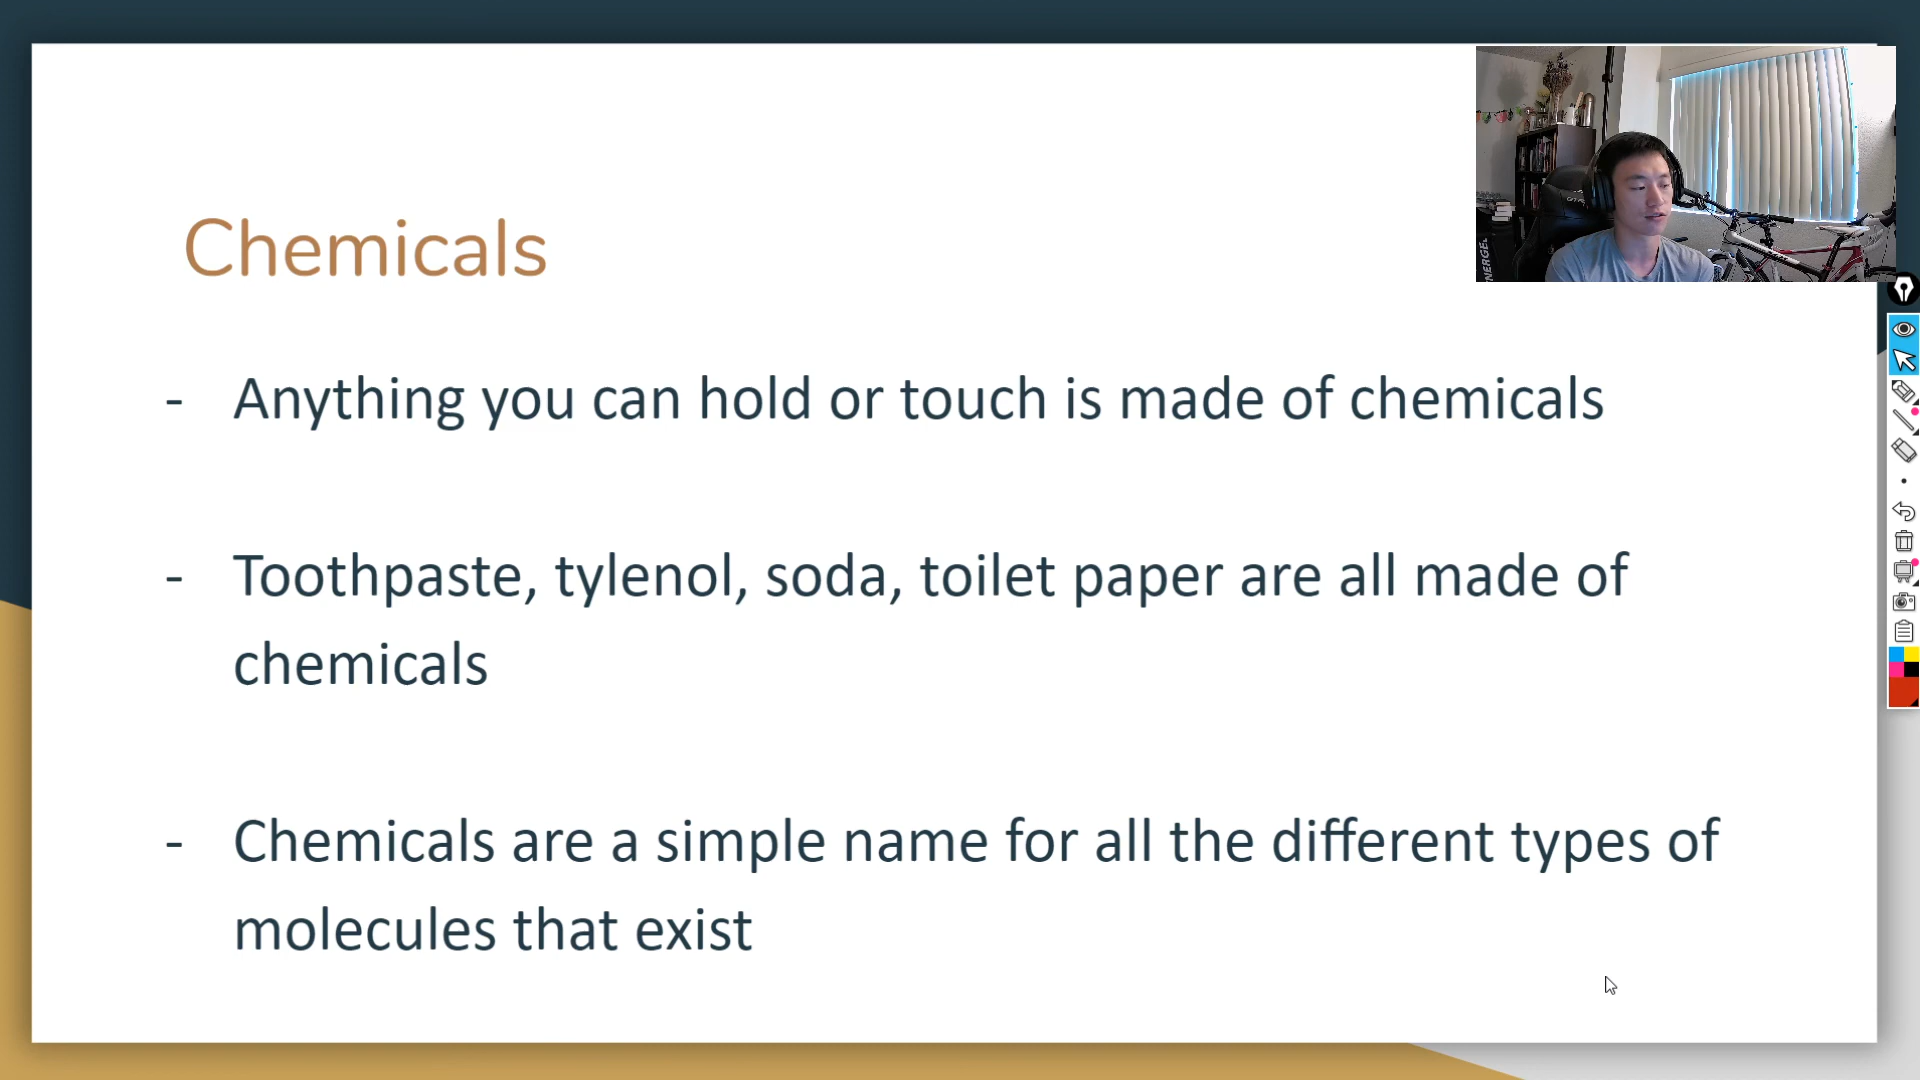 Chemicals
- Anything you can hold or touch is made of chemicals
- Toothpaste, tylenol, soda, toilet paper are all made of
chemicals
- Chemicals are a simple name for all the different types of
molecules that exist